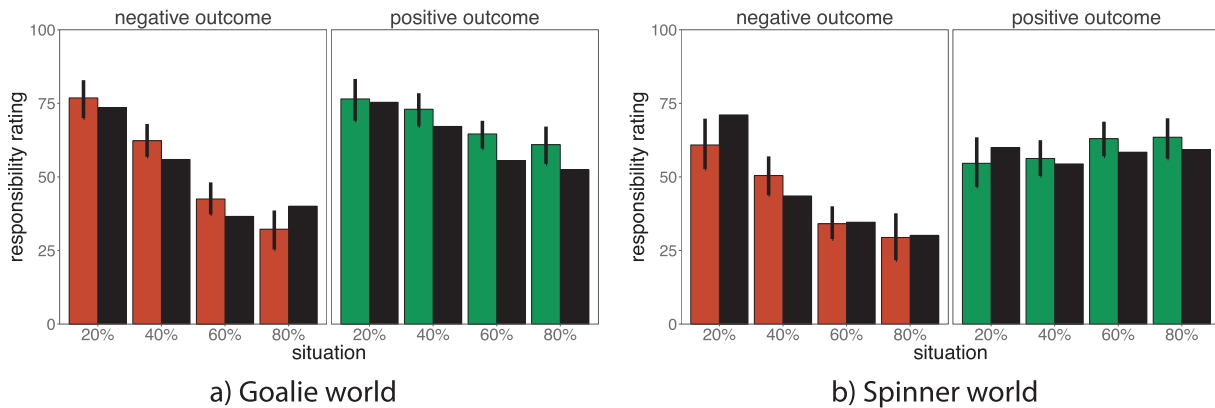 negative outcome
positive outcome
responsibility rating
100
75
50
25
0
20% 40% 60% 80%
20% 40% 60% 80%
situation
a) Goalie world
negative outcome
positive outcome
responsibility rating
100
75
50
25
0
20% 40% 60% 80%
20% 40% 60% 80%
situation
b) Spinner world